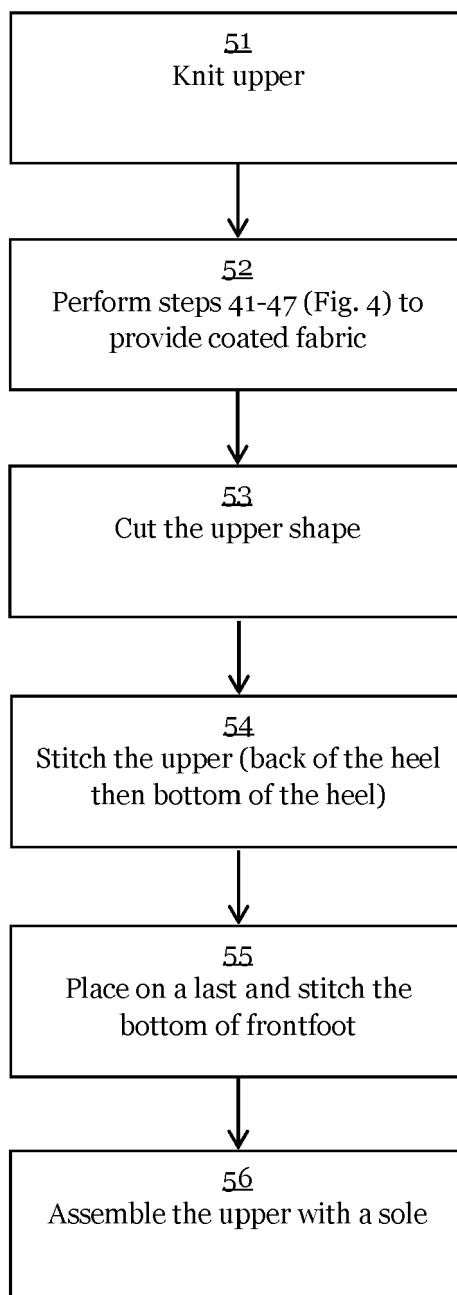 51
Knit upper
52
Perform steps 41-47 (Fig. 4) to
provide coated fabric
53
Cut the upper shape
54
Stitch the upper (back of the heel
then bottom of the heel)
55
Place on a last and stitch the
bottom of frontfoot
56
Assemble the upper with a sole